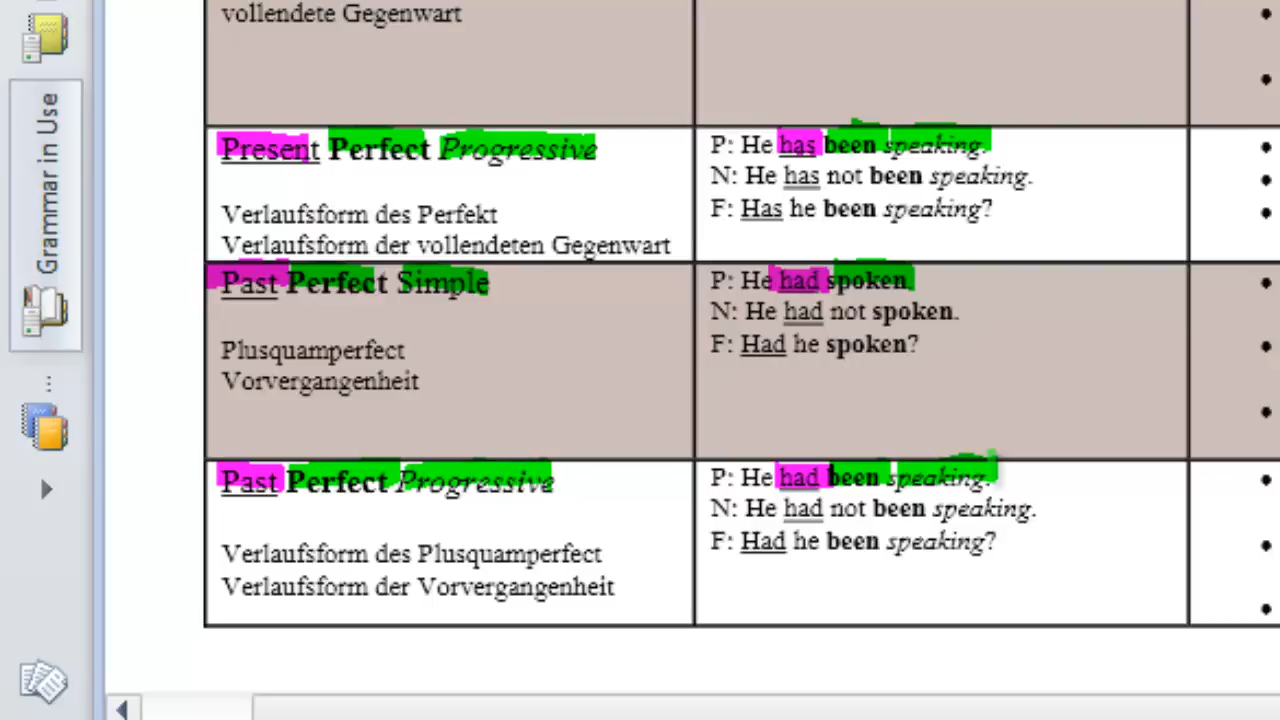 Grammar in Use
vollendete Gegenwart
Present Perfect Progressive
Verlaufsform des Perfekt
Verlaufsform der vollendeten Gegenwart
P: He has been speaking.
N: He has not been speaking.
F: Has he been speaking?
Past Perfect Simple
Plusquamperfect
Vorvergangenheit
P: He had spoken.
N: He had not spoken.
F: Had he spoken?
Past Perfect Progressive
Verlaufsform des Plusquamperfect
Verlaufsform der Vorvergangenheit
P: He had been speaking.
N: He had not been speaking.
F: Had he been speaking?